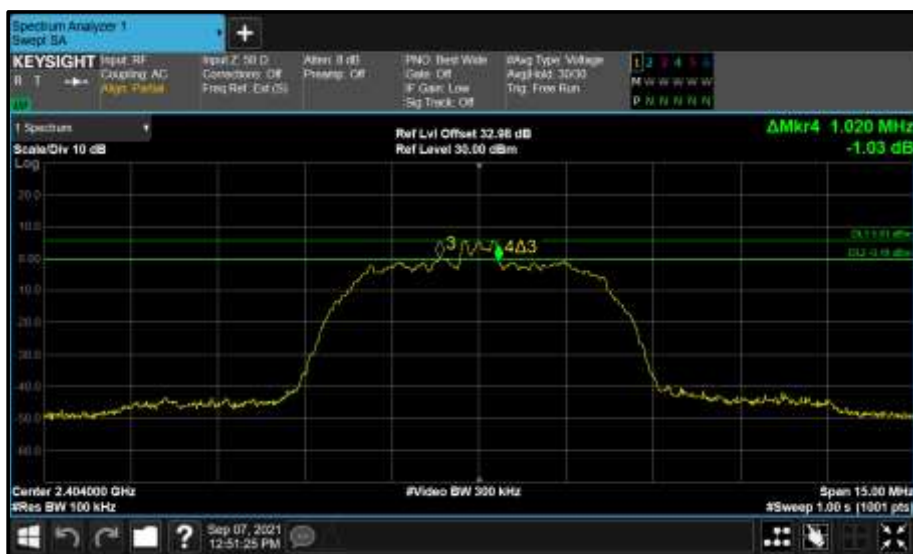 Spectrum Analyzer 1
Swept SA
+
KEYSIGHT Input: RF
R T Coupling: AC
Align: Partial
Input Z: 50 Ω
Corrections: Off
Freq Ref: Ext (S)
Atten: 8 dB
Preamp: Off
PNO: Best Wide
Gate: Off
IF Gain: Low
Sig Track: Off
#Avg Type: Voltage
Avg|Hold: 30/30
Trig: Free Run
1 2 3 4 5 6
M W W W W W
P N N N N N
1 Spectrum
Scale/Div 10 dB
Ref Lvl Offset 32.98 dB
Ref Level 30.00 dBm
ΔMkr4 1.020 MHz
-1.03 dB
Log
20.0
10.0
0.00
3
4Δ3
-10.0
-20.0
-30.0
-40.0
-50.0
-60.0
Center 2.404000 GHz
#Res BW 100 kHz
#Video BW 300 kHz
Span 15.00 MHz
#Sweep 1.00 s (1001 pts)
?
Sep 07, 2021
12:51:25 PM